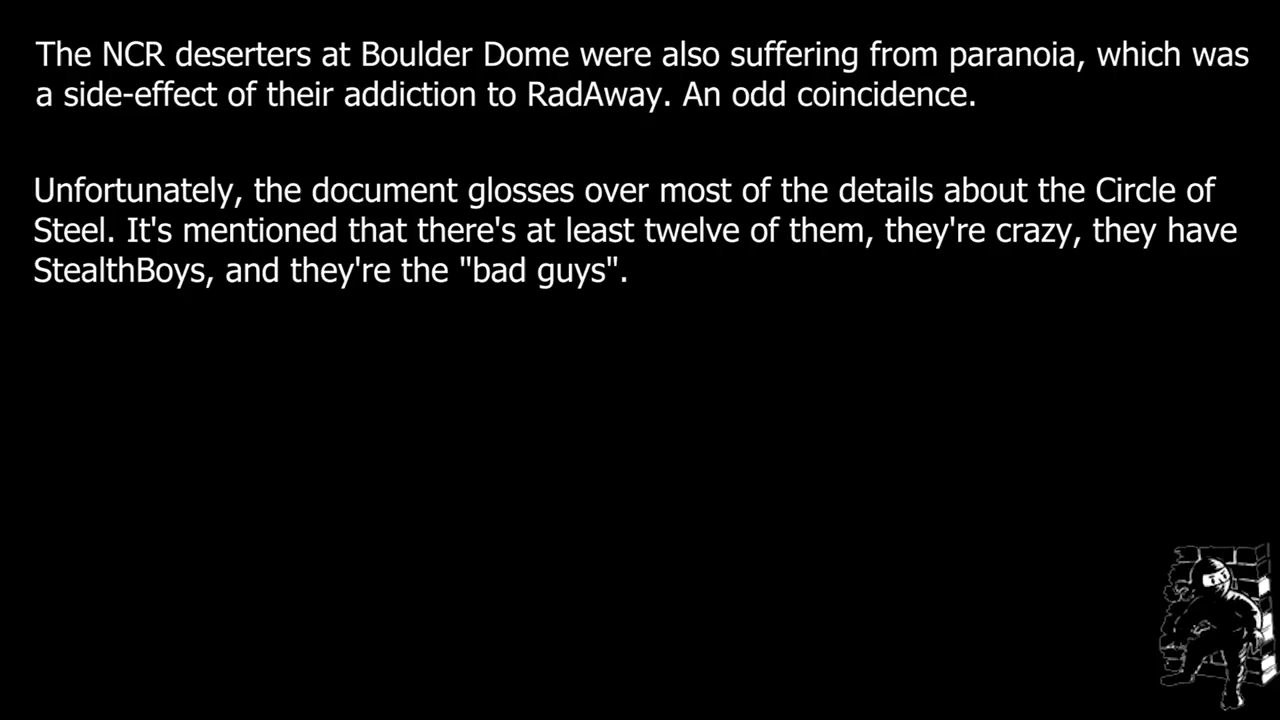 The NCR deserters at Boulder Dome were also suffering from paranoia, which was
a side-effect of their addiction to RadAway. An odd coincidence.
Unfortunately, the document glosses over most of the details about the Circle of
Steel. It's mentioned that there's at least twelve of them, they're crazy, they have
StealthBoys, and they're the "bad guys".